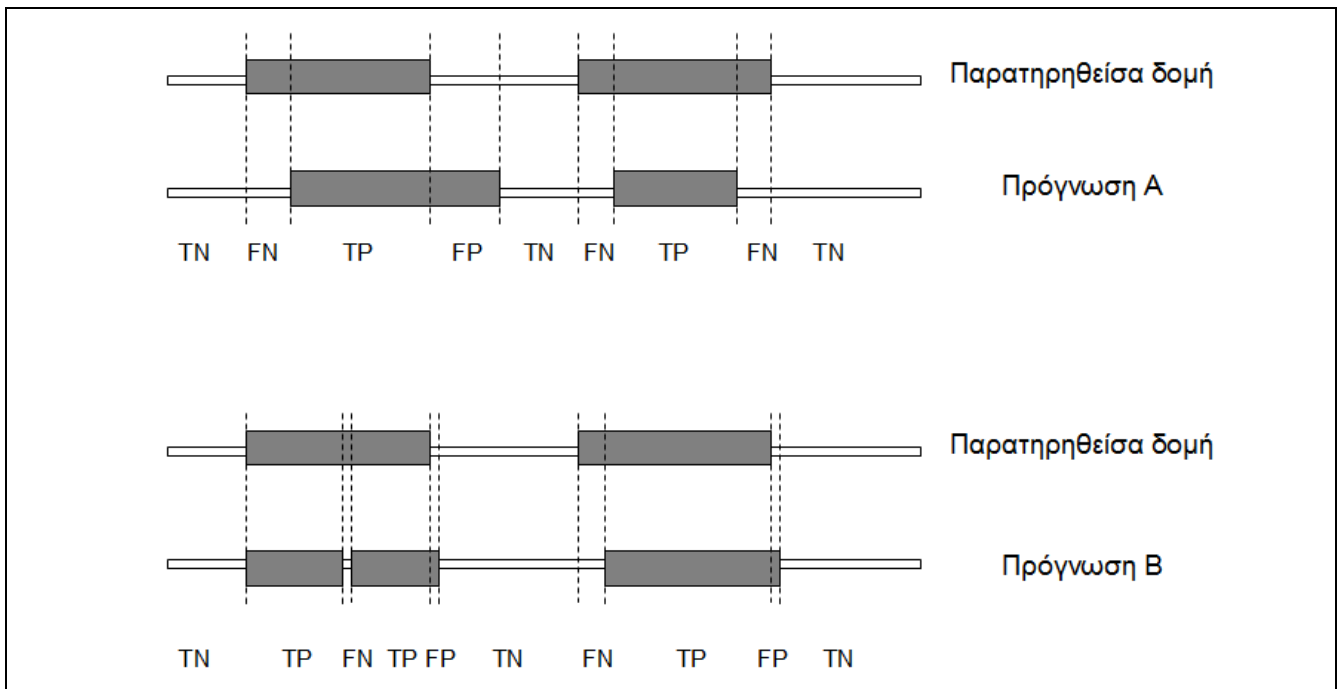 Παρατηρηθείσα δομή
Πρόγνωση Α
TN FN TP FP TN FN TP FN TN
Παρατηρηθείσα δομή
Πρόγνωση Β
TN TP FN TP FP TN FN TP FP TN